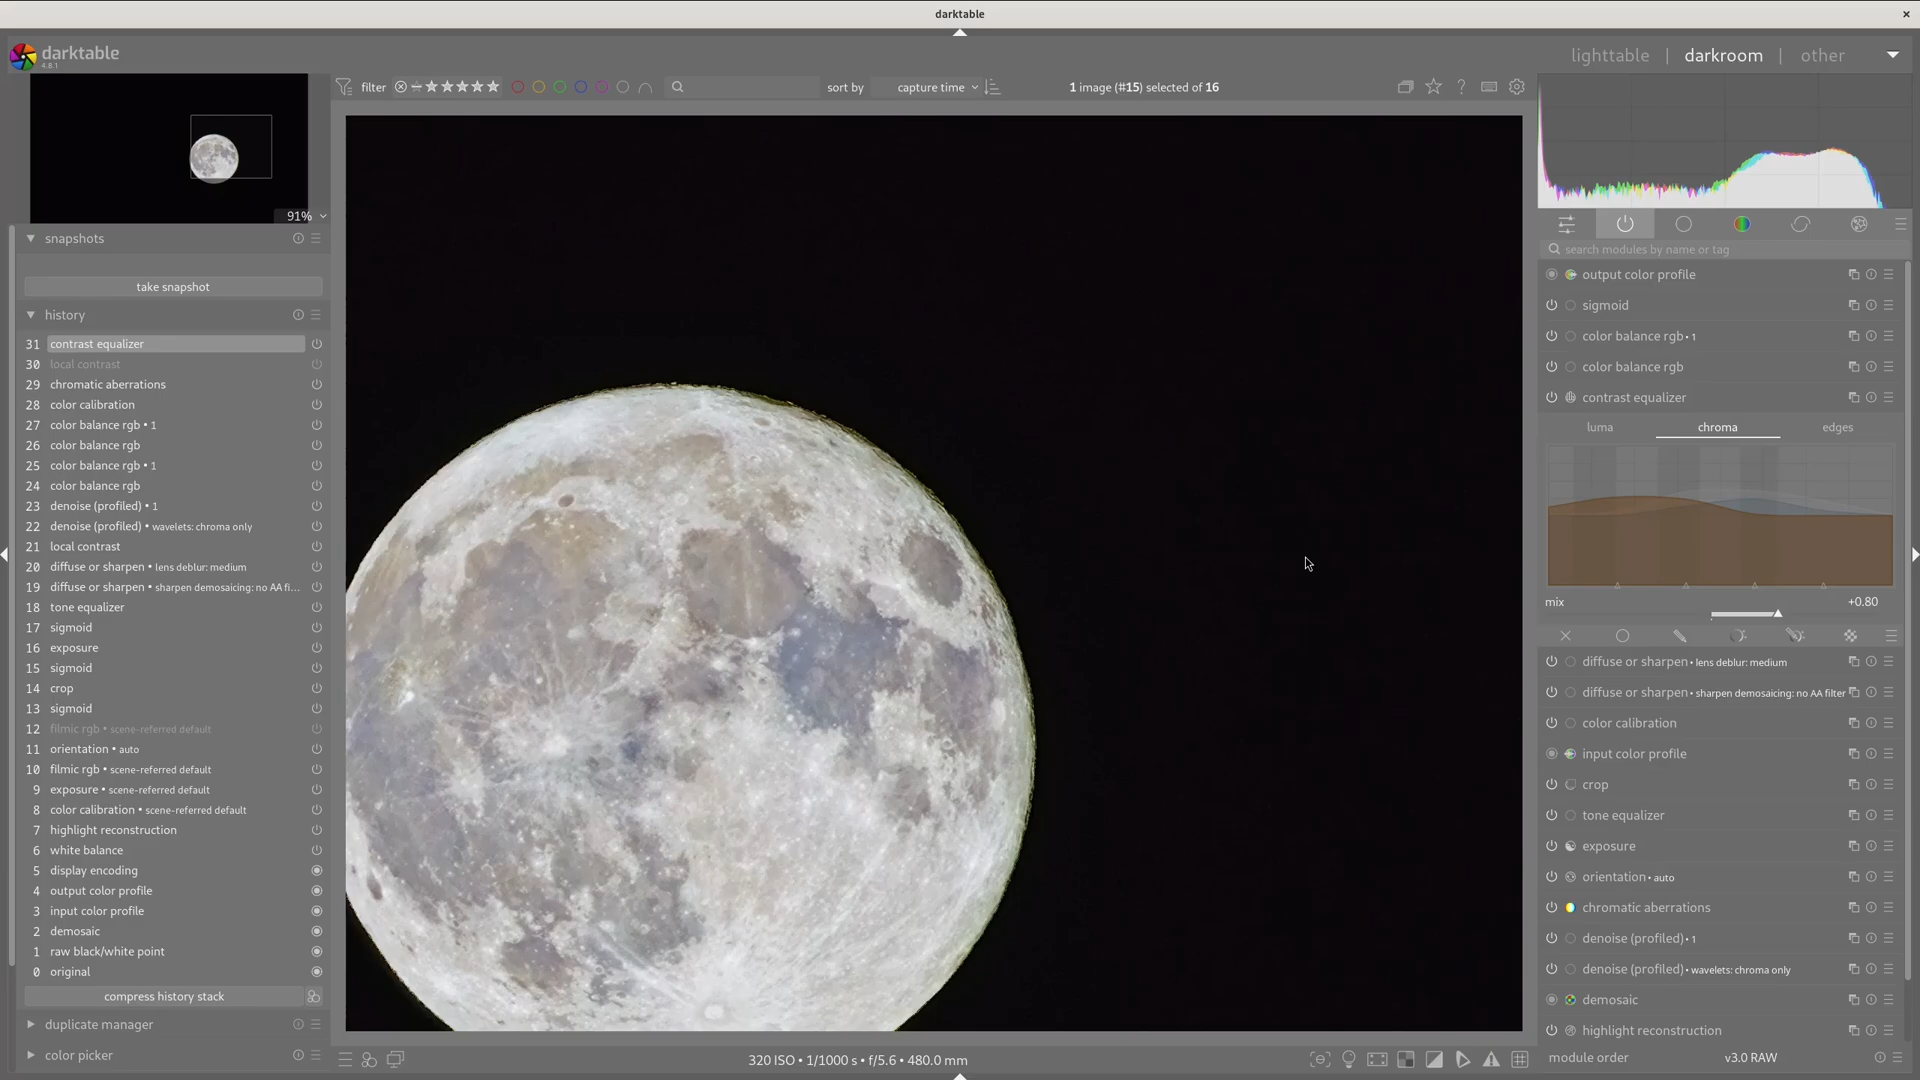 darktable
darktable
4.8.1
lighttable | darkroom | other
filter
sort by capture time
1 image (#15) selected of 16
91%
snapshots
take snapshot
history
31 contrast equalizer
30 local contrast
29 chromatic aberrations
28 color calibration
27 color balance rgb • 1
26 color balance rgb
25 color balance rgb • 1
24 color balance rgb
23 denoise (profiled) • 1
22 denoise (profiled) • wavelets: chroma only
21 local contrast
20 diffuse or sharpen • lens deblur: medium
19 diffuse or sharpen • sharpen demosaicing: no AA fi...
18 tone equalizer
17 sigmoid
16 exposure
15 sigmoid
14 crop
13 sigmoid
12 filmic rgb • scene-referred default
11 orientation • auto
10 filmic rgb • scene-referred default
9 exposure • scene-referred default
8 color calibration • scene-referred default
7 highlight reconstruction
6 white balance
5 display encoding
4 output color profile
3 input color profile
2 demosaic
1 raw black/white point
0 original
compress history stack
duplicate manager
color picker
320 ISO • 1/1000 s • f/5.6 • 480.0 mm
search modules by name or tag
output color profile
sigmoid
color balance rgb • 1
color balance rgb
contrast equalizer
luma chroma edges
mix +0.80
diffuse or sharpen • lens deblur: medium
diffuse or sharpen • sharpen demosaicing: no AA filter
color calibration
input color profile
crop
tone equalizer
exposure
orientation • auto
chromatic aberrations
denoise (profiled) • 1
denoise (profiled) • wavelets: chroma only
demosaic
highlight reconstruction
module order v3.0 RAW